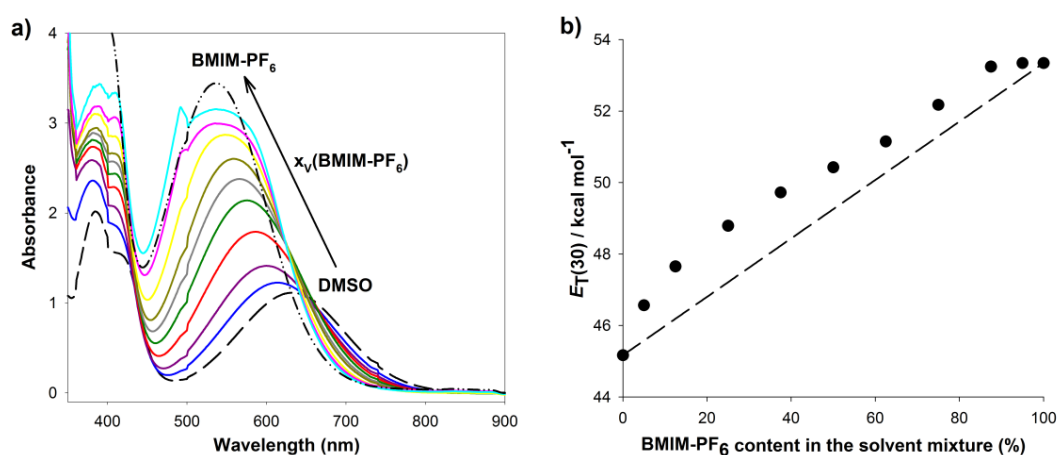 a)
4
3
2
1
0
Absorbance
BMIM-PF6
xV(BMIM-PF6)
DMSO
400 500 600 700 800 900
Wavelength (nm)
b)
54
52
50
48
46
44
ET(30) / kcal mol-1
0 20 40 60 80 100
BMIM-PF6 content in the solvent mixture (%)